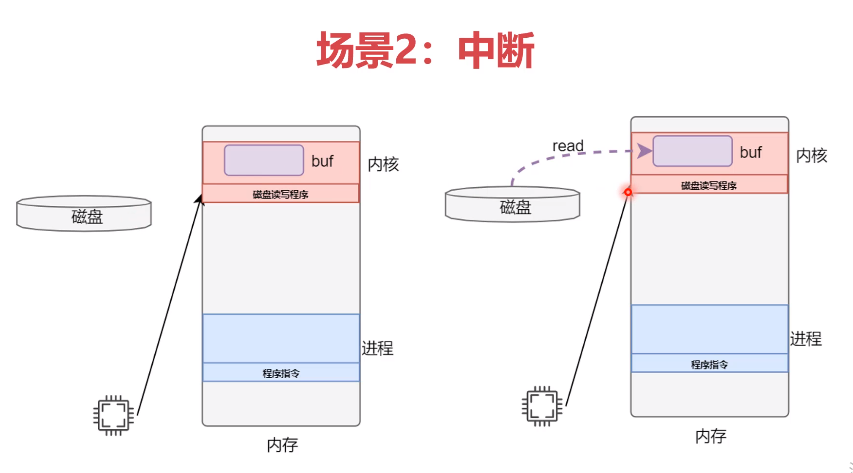 场景2：中断
buf
内核
磁盘读写程序
磁盘
进程
程序指令
内存
read
buf
内核
磁盘读写程序
磁盘
进程
程序指令
内存